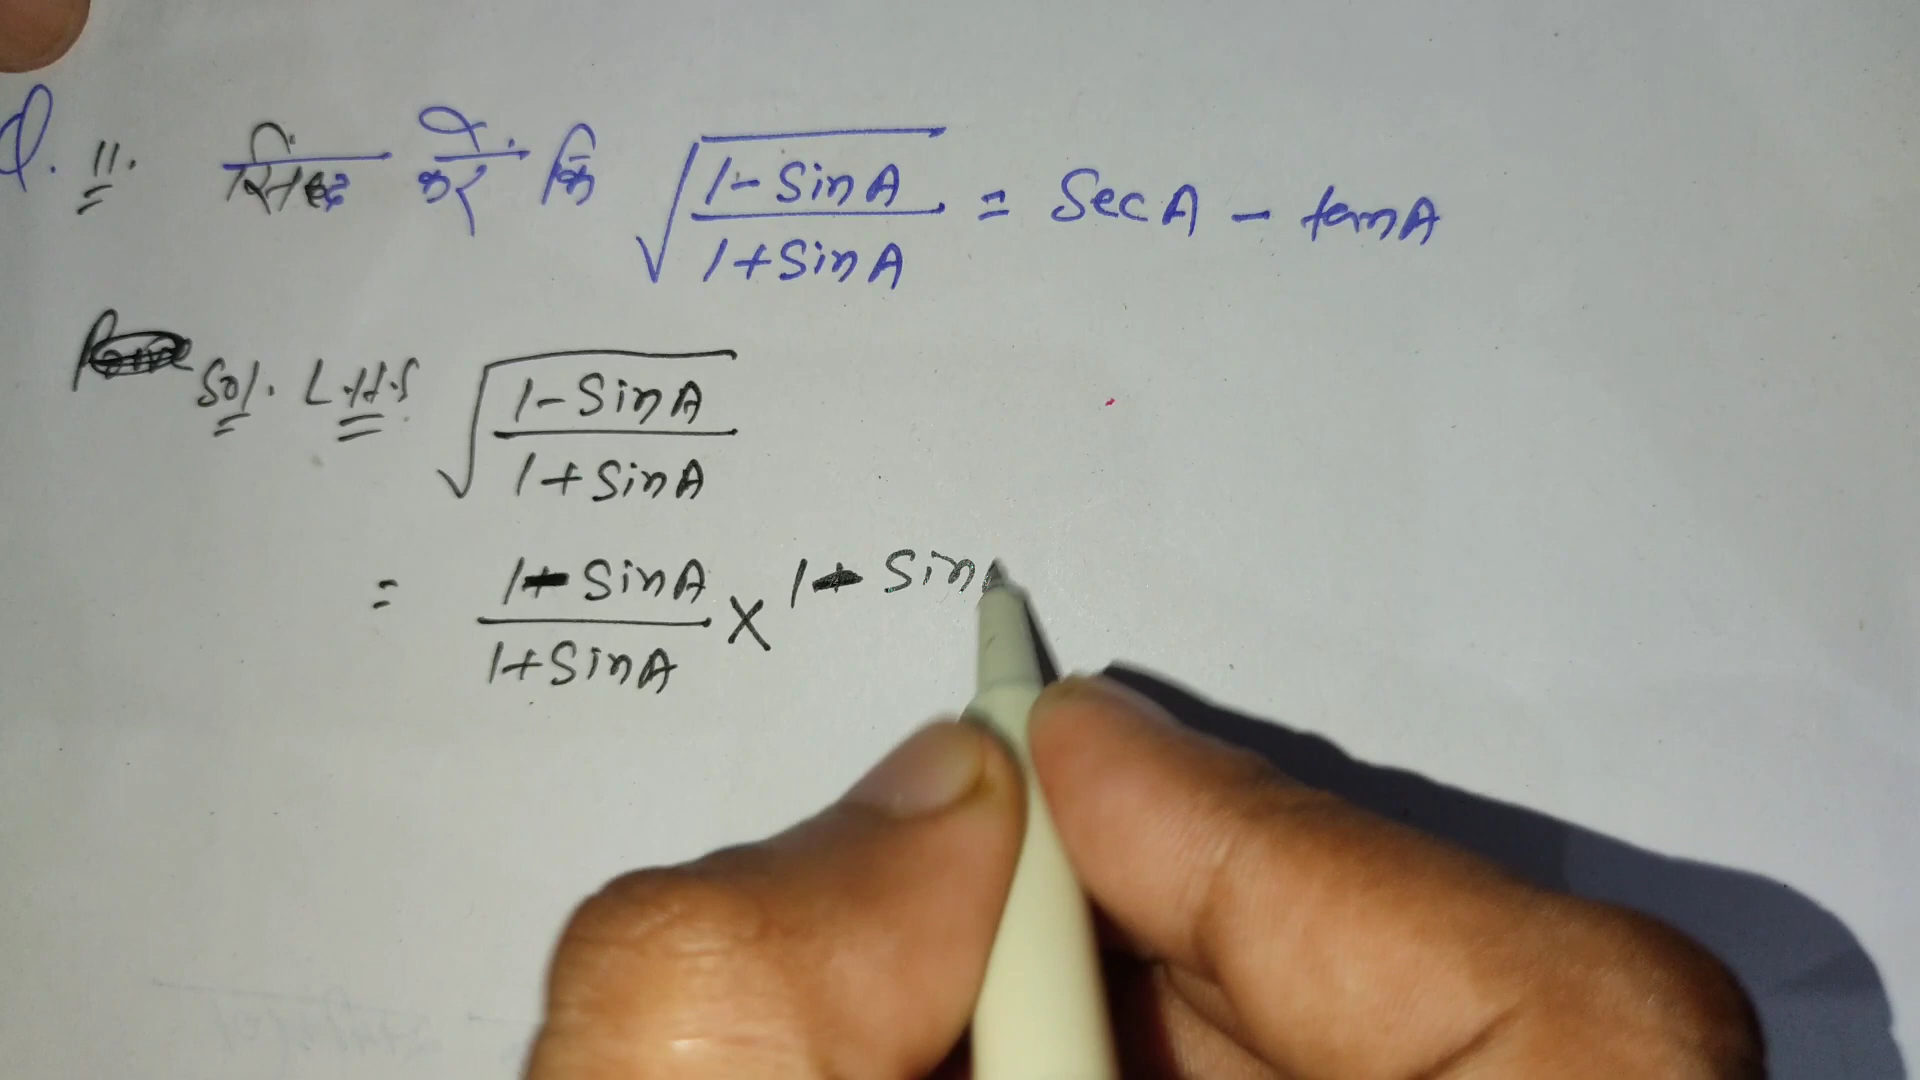 Q. 11. सिद्ध करें कि √(1-SinA / 1+SinA) = SecA - tanA
Sol. L.H.S √(1-SinA / 1+SinA)
= 1-SinA / 1+SinA × 1- Sin